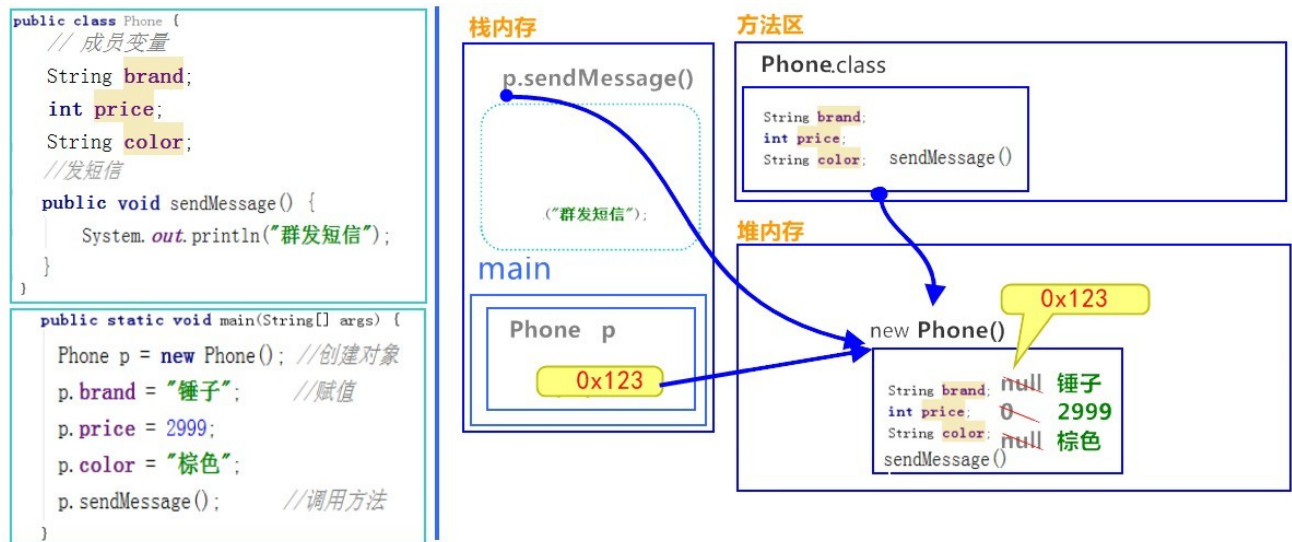 public class Phone {
// 成员变量
String brand;
int price;
String color;
//发短信
public void sendMessage() {
System.out.println("群发短信");
}
}
public static void main(String[] args) {
Phone p = new Phone(); //创建对象
p.brand = "锤子"; //赋值
p.price = 2999;
p.color = "棕色";
p.sendMessage(); //调用方法
}
栈内存
p.sendMessage()
.("群发短信");
main
Phone p
0x123
方法区
Phone.class
String brand;
int price;
String color; sendMessage()
堆内存
0x123
new Phone()
String brand; null 锤子
int price; 0 2999
String color; null 棕色
sendMessage()